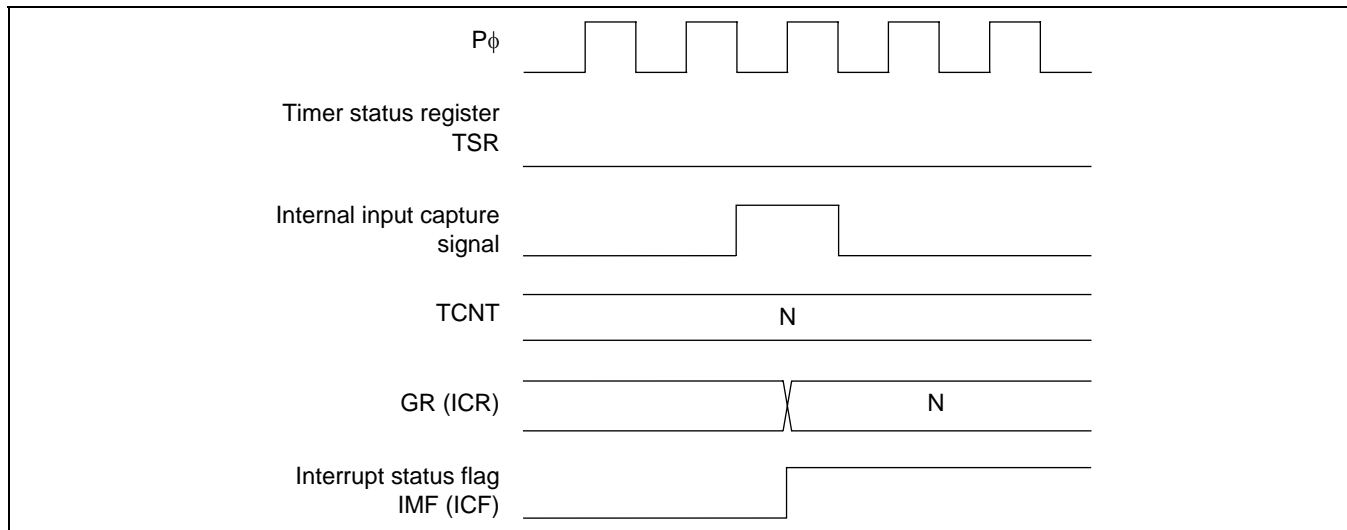 Pϕ
Timer status register
TSR
Internal input capture
signal
TCNT
N
GR (ICR)
N
Interrupt status flag
IMF (ICF)